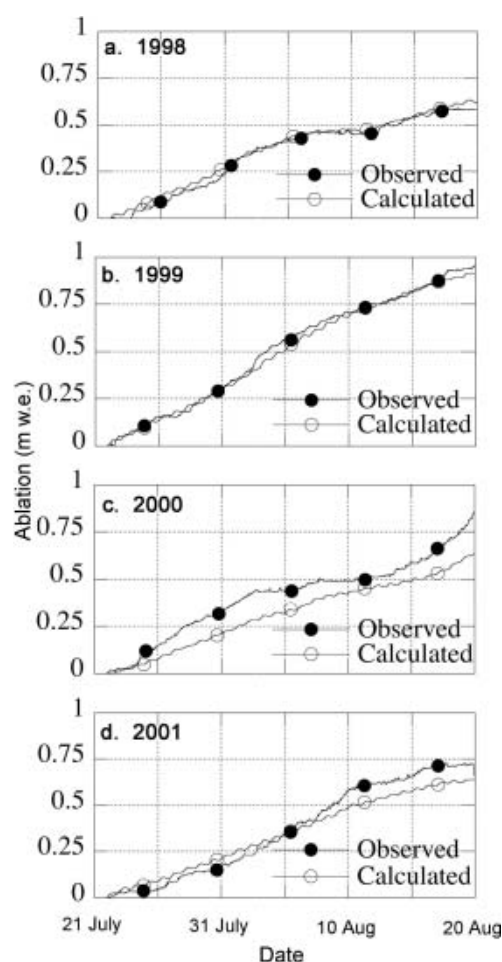 1
a. 1998
0.75
0.5
0.25
0
Observed
Calculated
1
b. 1999
0.75
0.5
0.25
0
Observed
Calculated
Ablation (m w.e.)
1
c. 2000
0.75
0.5
0.25
0
Observed
Calculated
1
d. 2001
0.75
0.5
0.25
0
Observed
Calculated
21 July 31 July 10 Aug 20 Aug
Date